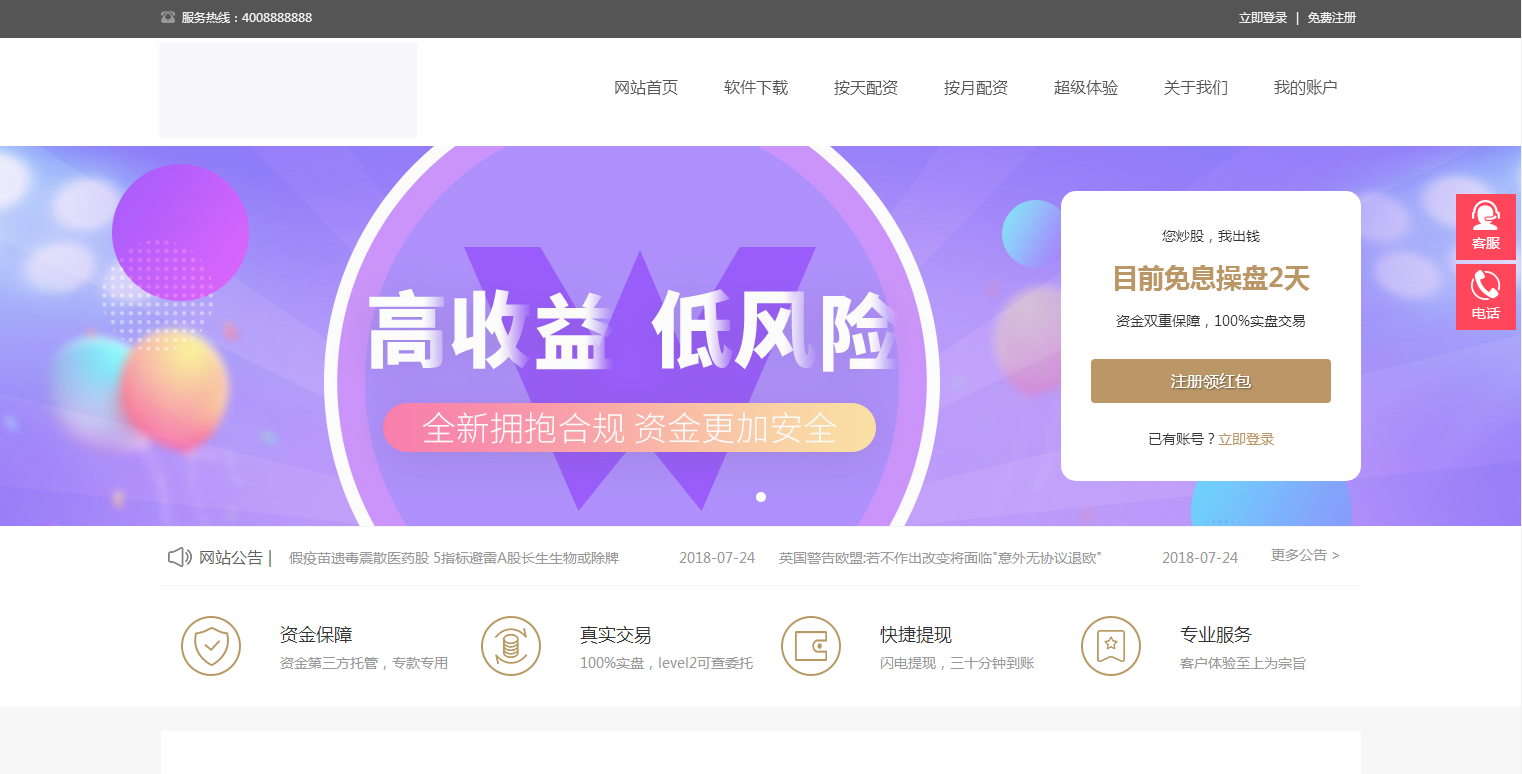 服务热线：4008888888
立即登录 | 免费注册
网站首页 软件下载 按天配资 按月配资 超级体验 关于我们 我的账户
高收益 低风险
全新拥抱合规 资金更加安全
您炒股，我出钱
目前免息操盘2天
资金双重保障，100%实盘交易
注册领红包
已有账号？立即登录
客服
电话
网站公告 | 假疫苗遗毒震散医药股 5指标避雷A股长生生物或除牌 2018-07-24 英国警告欧盟:若不作出改变将面临"意外无协议退欧" 2018-07-24 更多公告 >
资金保障
资金第三方托管，专款专用
真实交易
100%实盘，level2可查委托
快捷提现
闪电提现，三十分钟到账
专业服务
客户体验至上为宗旨